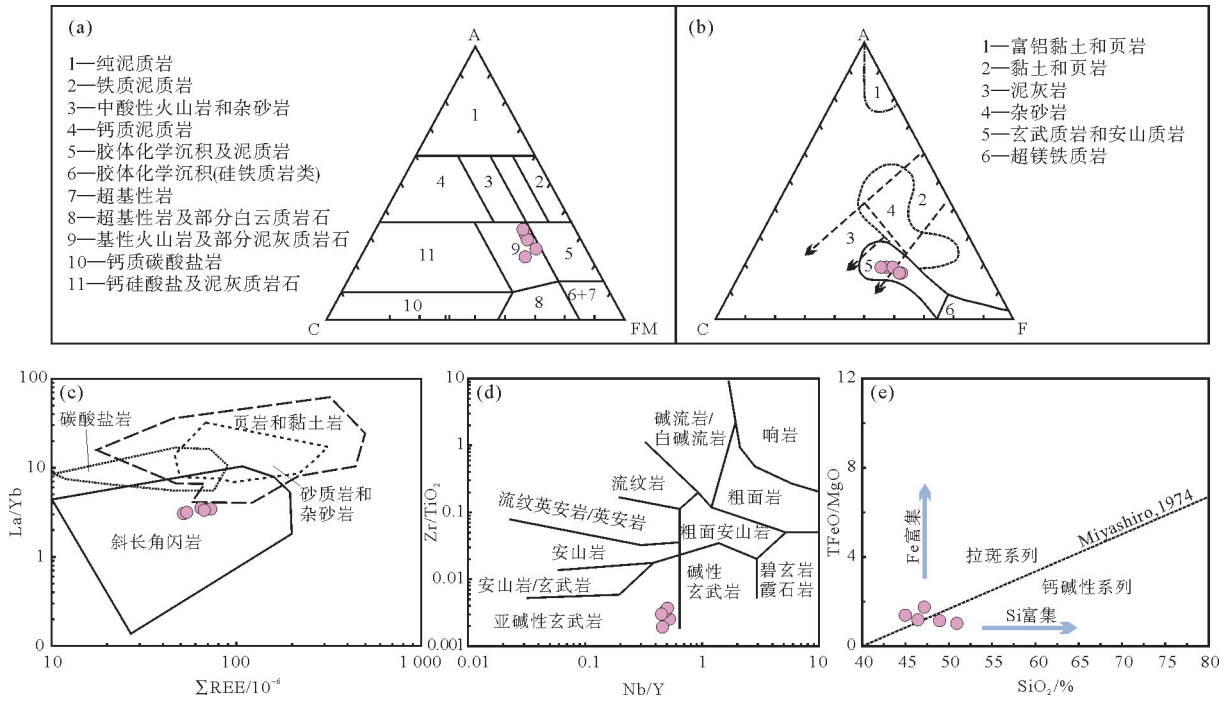 (a)
A
1—纯泥质岩
2—铁质泥质岩
3—中酸性火山岩和杂砂岩
4—钙质泥质岩
5—胶体化学沉积及泥质岩
6—胶体化学沉积(硅铁质岩类)
7—超基性岩
8—超基性岩及部分白云质岩石
9—基性火山岩及部分泥灰质岩石
10—钙质碳酸盐岩
11—钙硅酸盐及泥灰质岩石
1
4
3
2
11
9
5
10
8
6+7
C
FM
(b)
A
1—富铝黏土和页岩
2—黏土和页岩
3—泥灰岩
4—杂砂岩
5—玄武质岩和安山质岩
6—超镁铁质岩
1
2
4
3
5
6
C
F
(c)
La/Yb
100
10
1
0
碳酸盐岩
页岩和黏土岩
砂质岩和
杂砂岩
斜长角闪岩
10
100
1 000
ΣREE/10⁻⁶
(d)
Zr/TiO₂
10
1
0.1
0.01
0.001
碱流岩/
白碱流岩
响岩
流纹岩
粗面岩
流纹英安岩/英安岩
粗面安山岩
安山岩
安山岩/玄武岩
碱性
玄武岩
碧玄岩
霞石岩
亚碱性玄武岩
0.01
0.1
1
10
Nb/Y
(e)
TFeO/MgO
12
8
4
0
Fe富集
Miyashiro,1974
拉斑系列
钙碱性系列
Si富集
40
45
50
55
60
65
70
75
80
SiO₂/%